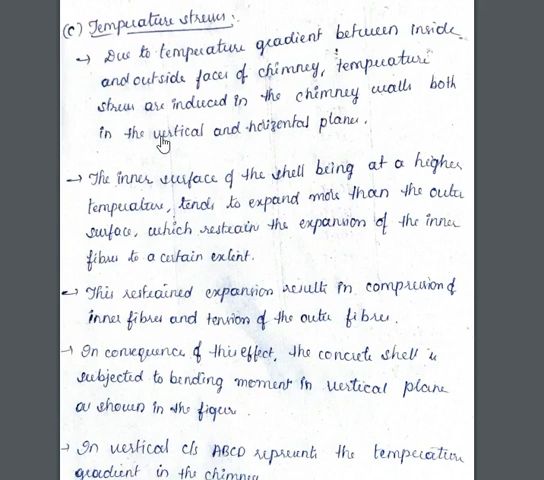 (c) Temperature stress:
→ Due to temperature gradient between inside
and outside faces of chimney, temperature
stress are induced in the chimney walls both
in the vertical and horizental plane.
→ The inner surface of the shell being at a higher
temperature, tends to expand more than the outer
surface, which restrain the expansion of the inner
fibres to a certain extent.
→ This restrained expansion results in compression of
inner fibres and tension of the outer fibres.
→ In consequence of this effect, the concrete shell is
subjected to bending moment in vertical plane
as shown in the figure.
→ In vertical c/s ABCD represents the temperature
gradient in the chimney